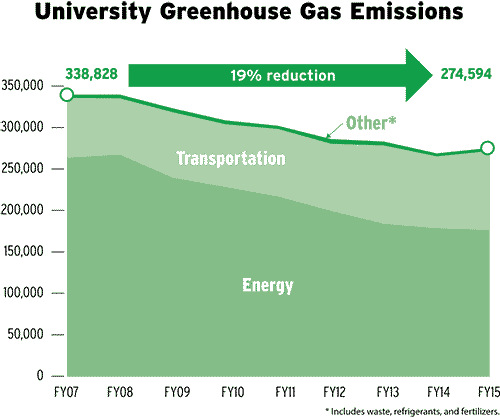 University Greenhouse Gas Emissions
338,828
19% reduction
274,594
350,000
300,000
250,000
200,000
150,000
100,000
50,000
0
Other*
Transportation
Energy
FY07
FY08
FY09
FY10
FY11
FY12
FY13
FY14
FY15
* Includes waste, refrigerants, and fertilizers.